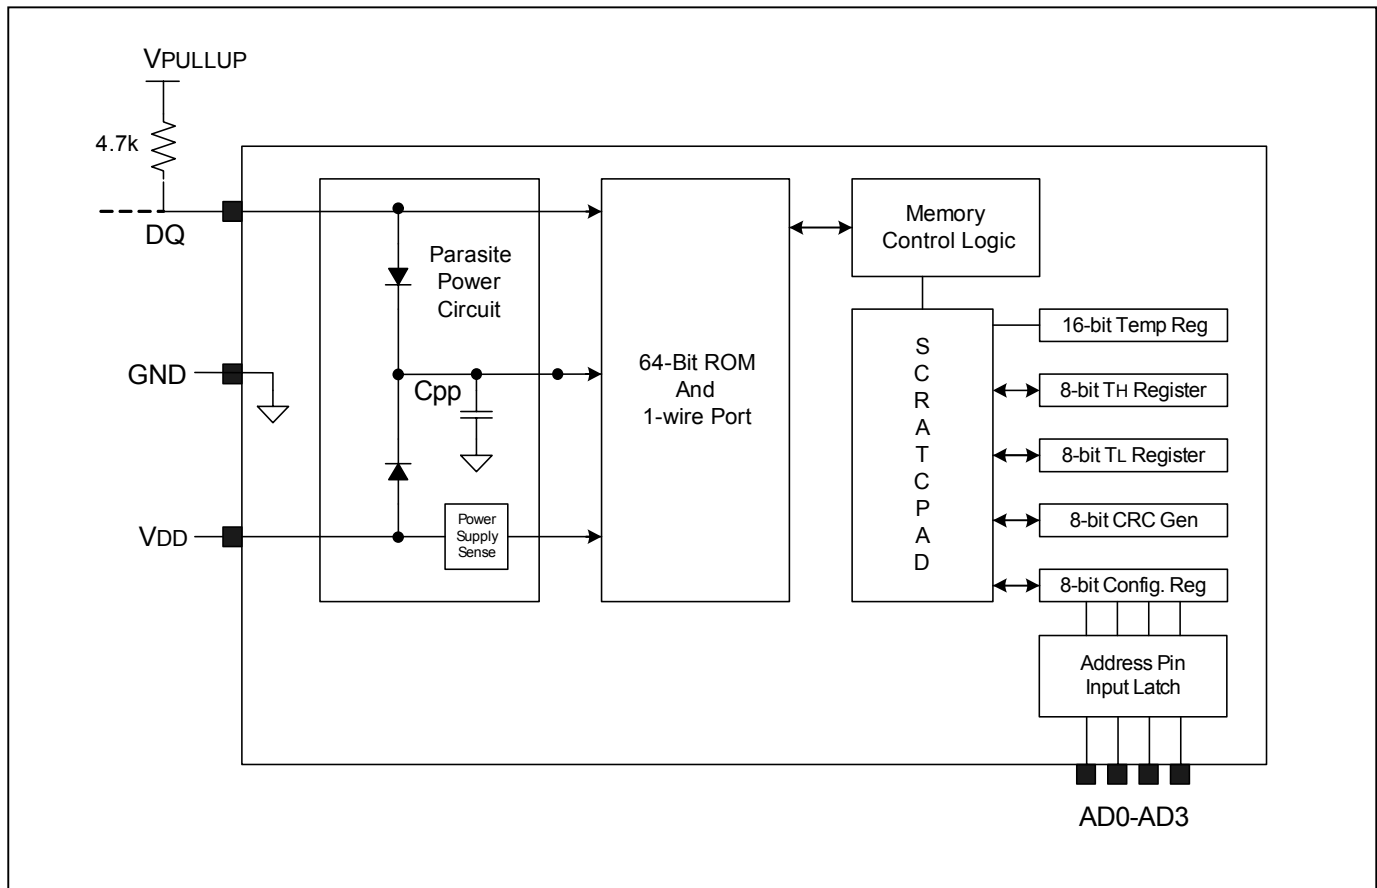 VPULLUP
4.7k
DQ
GND
VDD
Parasite
Power
Circuit
Cpp
Power
Supply
Sense
64-Bit ROM
And
1-wire Port
Memory
Control Logic
S
C
R
A
T
C
P
A
D
16-bit Temp Reg
8-bit TH Register
8-bit TL Register
8-bit CRC Gen
8-bit Config. Reg
Address Pin
Input Latch
AD0-AD3